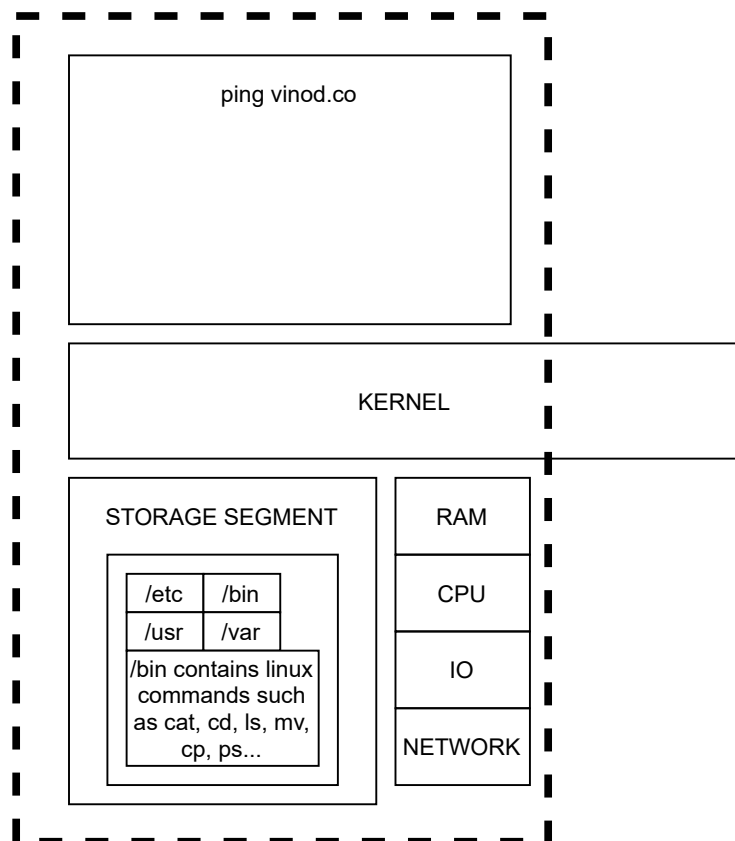 ping vinod.co
KERNEL
STORAGE SEGMENT
/etc
/bin
/usr
/var
/bin contains linux
commands such
as cat, cd, ls, mv,
cp, ps...
RAM
CPU
IO
NETWORK